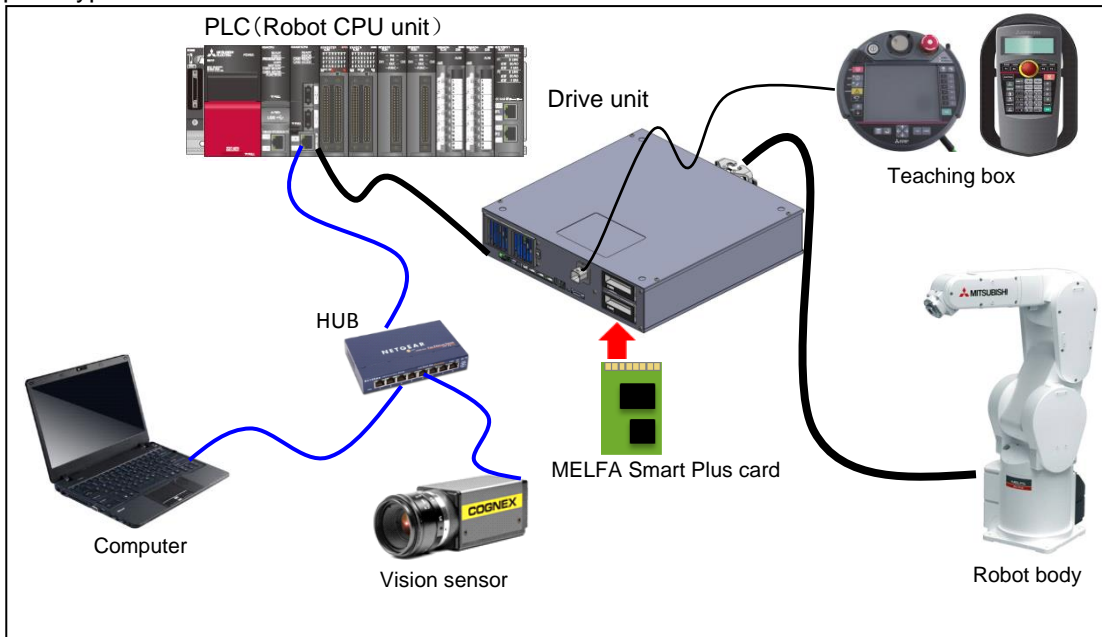 PLC（Robot CPU unit）
Drive unit
Teaching box
HUB
NETGEAR
MITSUBISHI
MELFA Smart Plus card
COGNEX
Computer
Vision sensor
Robot body